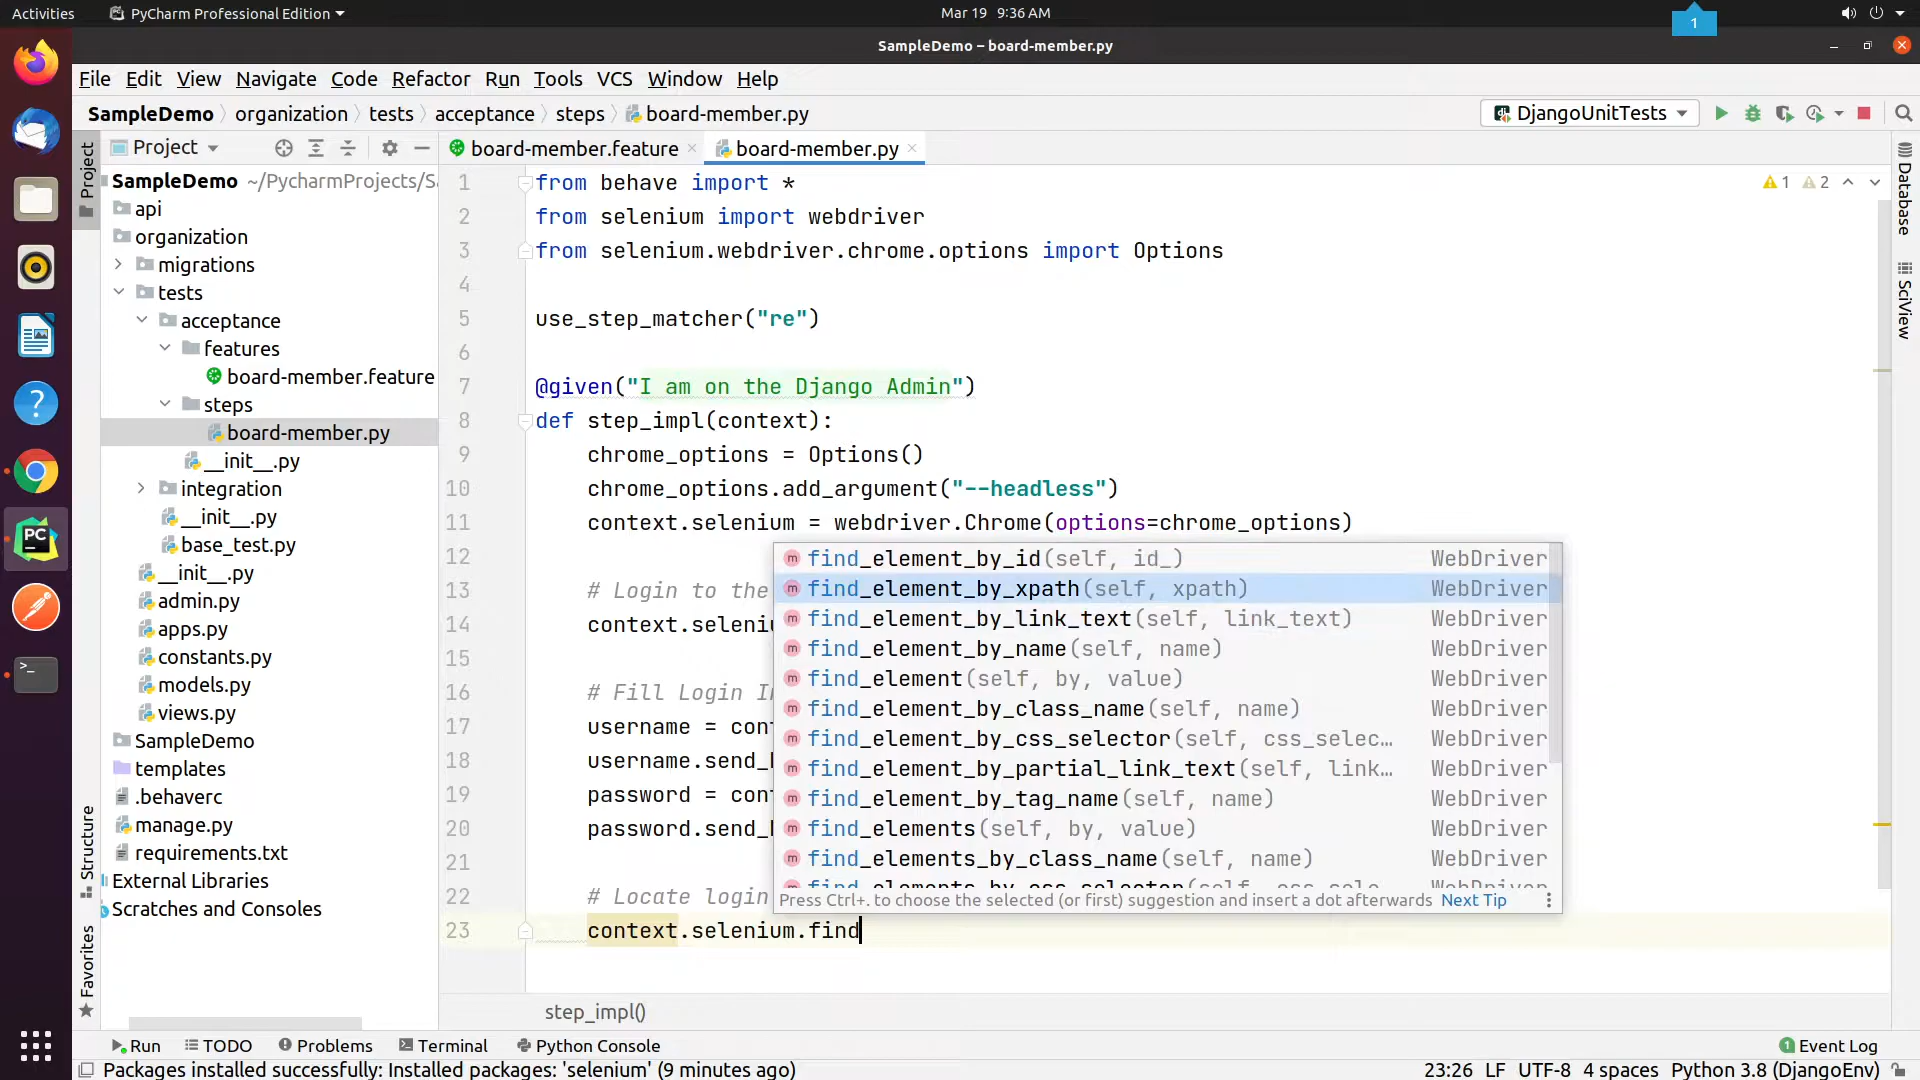 Activities
PyCharm Professional Edition
Mar 19 9:36 AM
1
SampleDemo – board-member.py
File Edit View Navigate Code Refactor Run Tools VCS Window Help
SampleDemo organization tests acceptance steps board-member.py
DjangoUnitTests
Project
Project
board-member.feature
board-member.py
SampleDemo ~/PycharmProjects/S
api
organization
migrations
tests
acceptance
features
board-member.feature
steps
board-member.py
__init__.py
integration
__init__.py
base_test.py
__init__.py
admin.py
apps.py
constants.py
models.py
views.py
SampleDemo
templates
.behaverc
manage.py
requirements.txt
External Libraries
Scratches and Consoles
Structure
Favorites
1 from behave import *
2 from selenium import webdriver
3 from selenium.webdriver.chrome.options import Options
4
5 use_step_matcher("re")
6
7 @given("I am on the Django Admin")
8 def step_impl(context):
9 chrome_options = Options()
10 chrome_options.add_argument("--headless")
11 context.selenium = webdriver.Chrome(options=chrome_options)
12
13 # Login to the
14 context.seleni
15
16 # Fill Login I
17 username = con
18 username.send_
19 password = con
20 password.send_
21
22 # Locate login
23 context.selenium.find
1 2
find_element_by_id(self, id_) WebDriver
find_element_by_xpath(self, xpath) WebDriver
find_element_by_link_text(self, link_text) WebDriver
find_element_by_name(self, name) WebDriver
find_element(self, by, value) WebDriver
find_element_by_class_name(self, name) WebDriver
find_element_by_css_selector(self, css_selec… WebDriver
find_element_by_partial_link_text(self, link… WebDriver
find_element_by_tag_name(self, name) WebDriver
find_elements(self, by, value) WebDriver
find_elements_by_class_name(self, name) WebDriver
Press Ctrl+. to choose the selected (or first) suggestion and insert a dot afterwards Next Tip
Database
SciView
step_impl()
Run TODO Problems Terminal Python Console
1 Event Log
Packages installed successfully: Installed packages: 'selenium' (9 minutes ago)
23:26 LF UTF-8 4 spaces Python 3.8 (DjangoEnv)